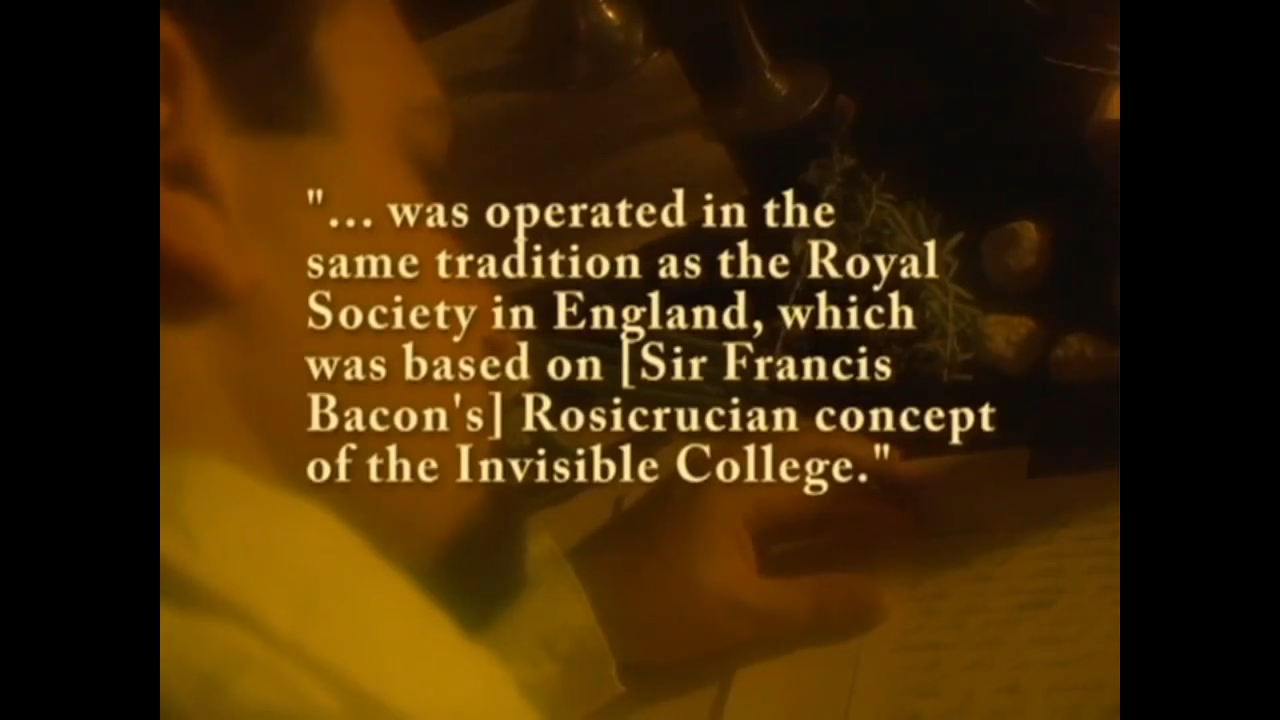 "... was operated in the
same tradition as the Royal
Society in England, which
was based on [Sir Francis
Bacon's] Rosicrucian concept
of the Invisible College."